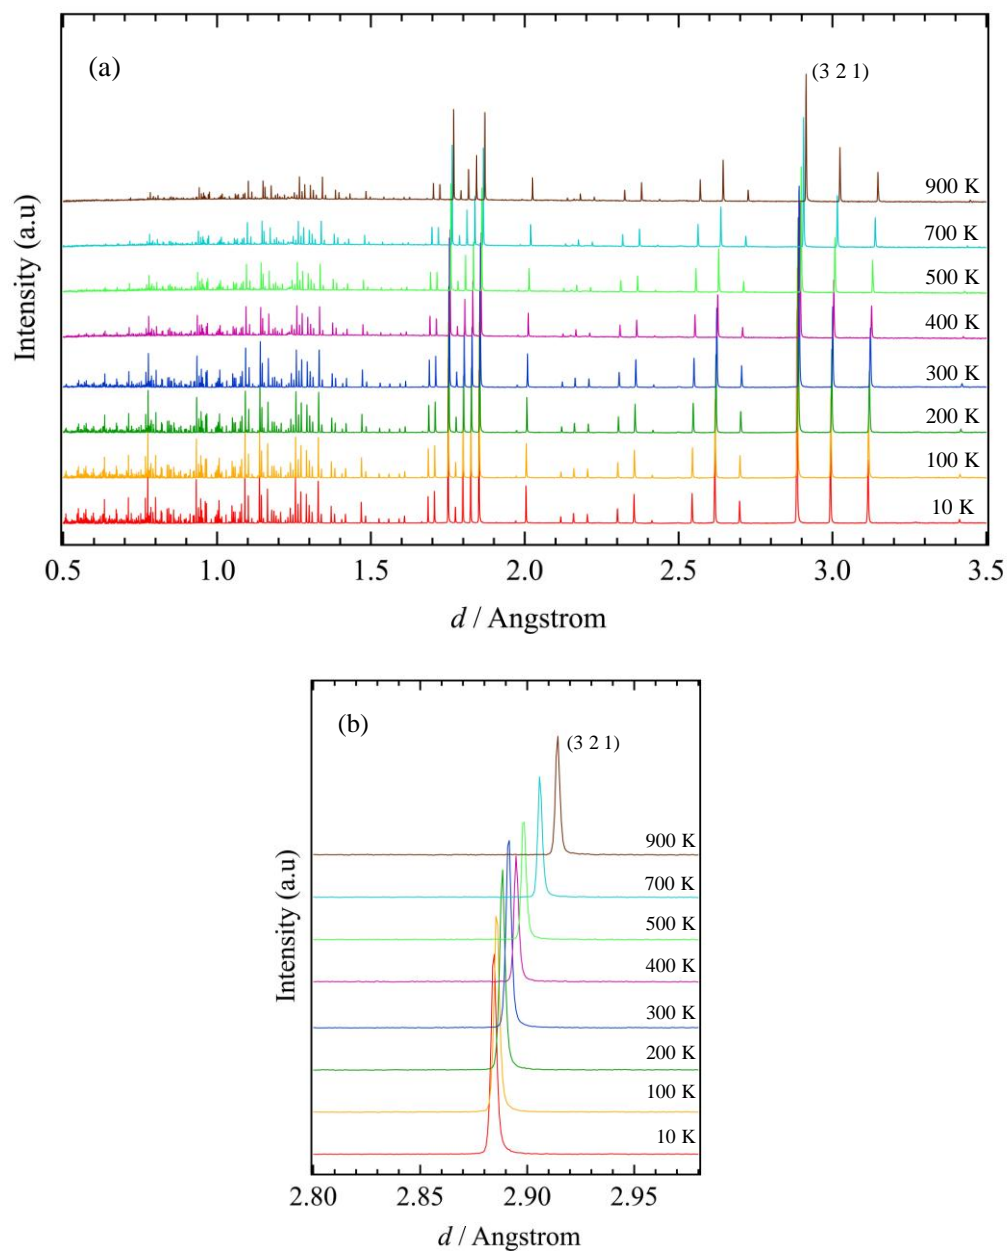 (a)
(3 2 1)
Intensity (a.u)
900 K
700 K
500 K
400 K
300 K
200 K
100 K
10 K
0.5 1.0 1.5 2.0 2.5 3.0 3.5
d / Angstrom
(b)
(3 2 1)
Intensity (a.u)
900 K
700 K
500 K
400 K
300 K
200 K
100 K
10 K
2.80 2.85 2.90 2.95
d / Angstrom